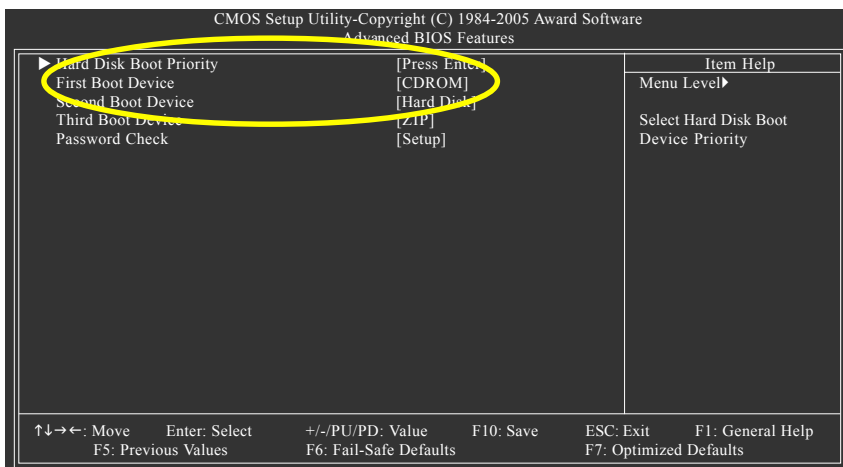 CMOS Setup Utility-Copyright (C) 1984-2005 Award Software
Advanced BIOS Features
▶ Hard Disk Boot Priority [Press Enter]
First Boot Device [CDROM]
Second Boot Device [Hard Disk]
Third Boot Device [ZIP]
Password Check [Setup]
Item Help
Menu Level▶
Select Hard Disk Boot
Device Priority
↑↓→←: Move Enter: Select +/-/PU/PD: Value F10: Save ESC: Exit F1: General Help
F5: Previous Values F6: Fail-Safe Defaults F7: Optimized Defaults